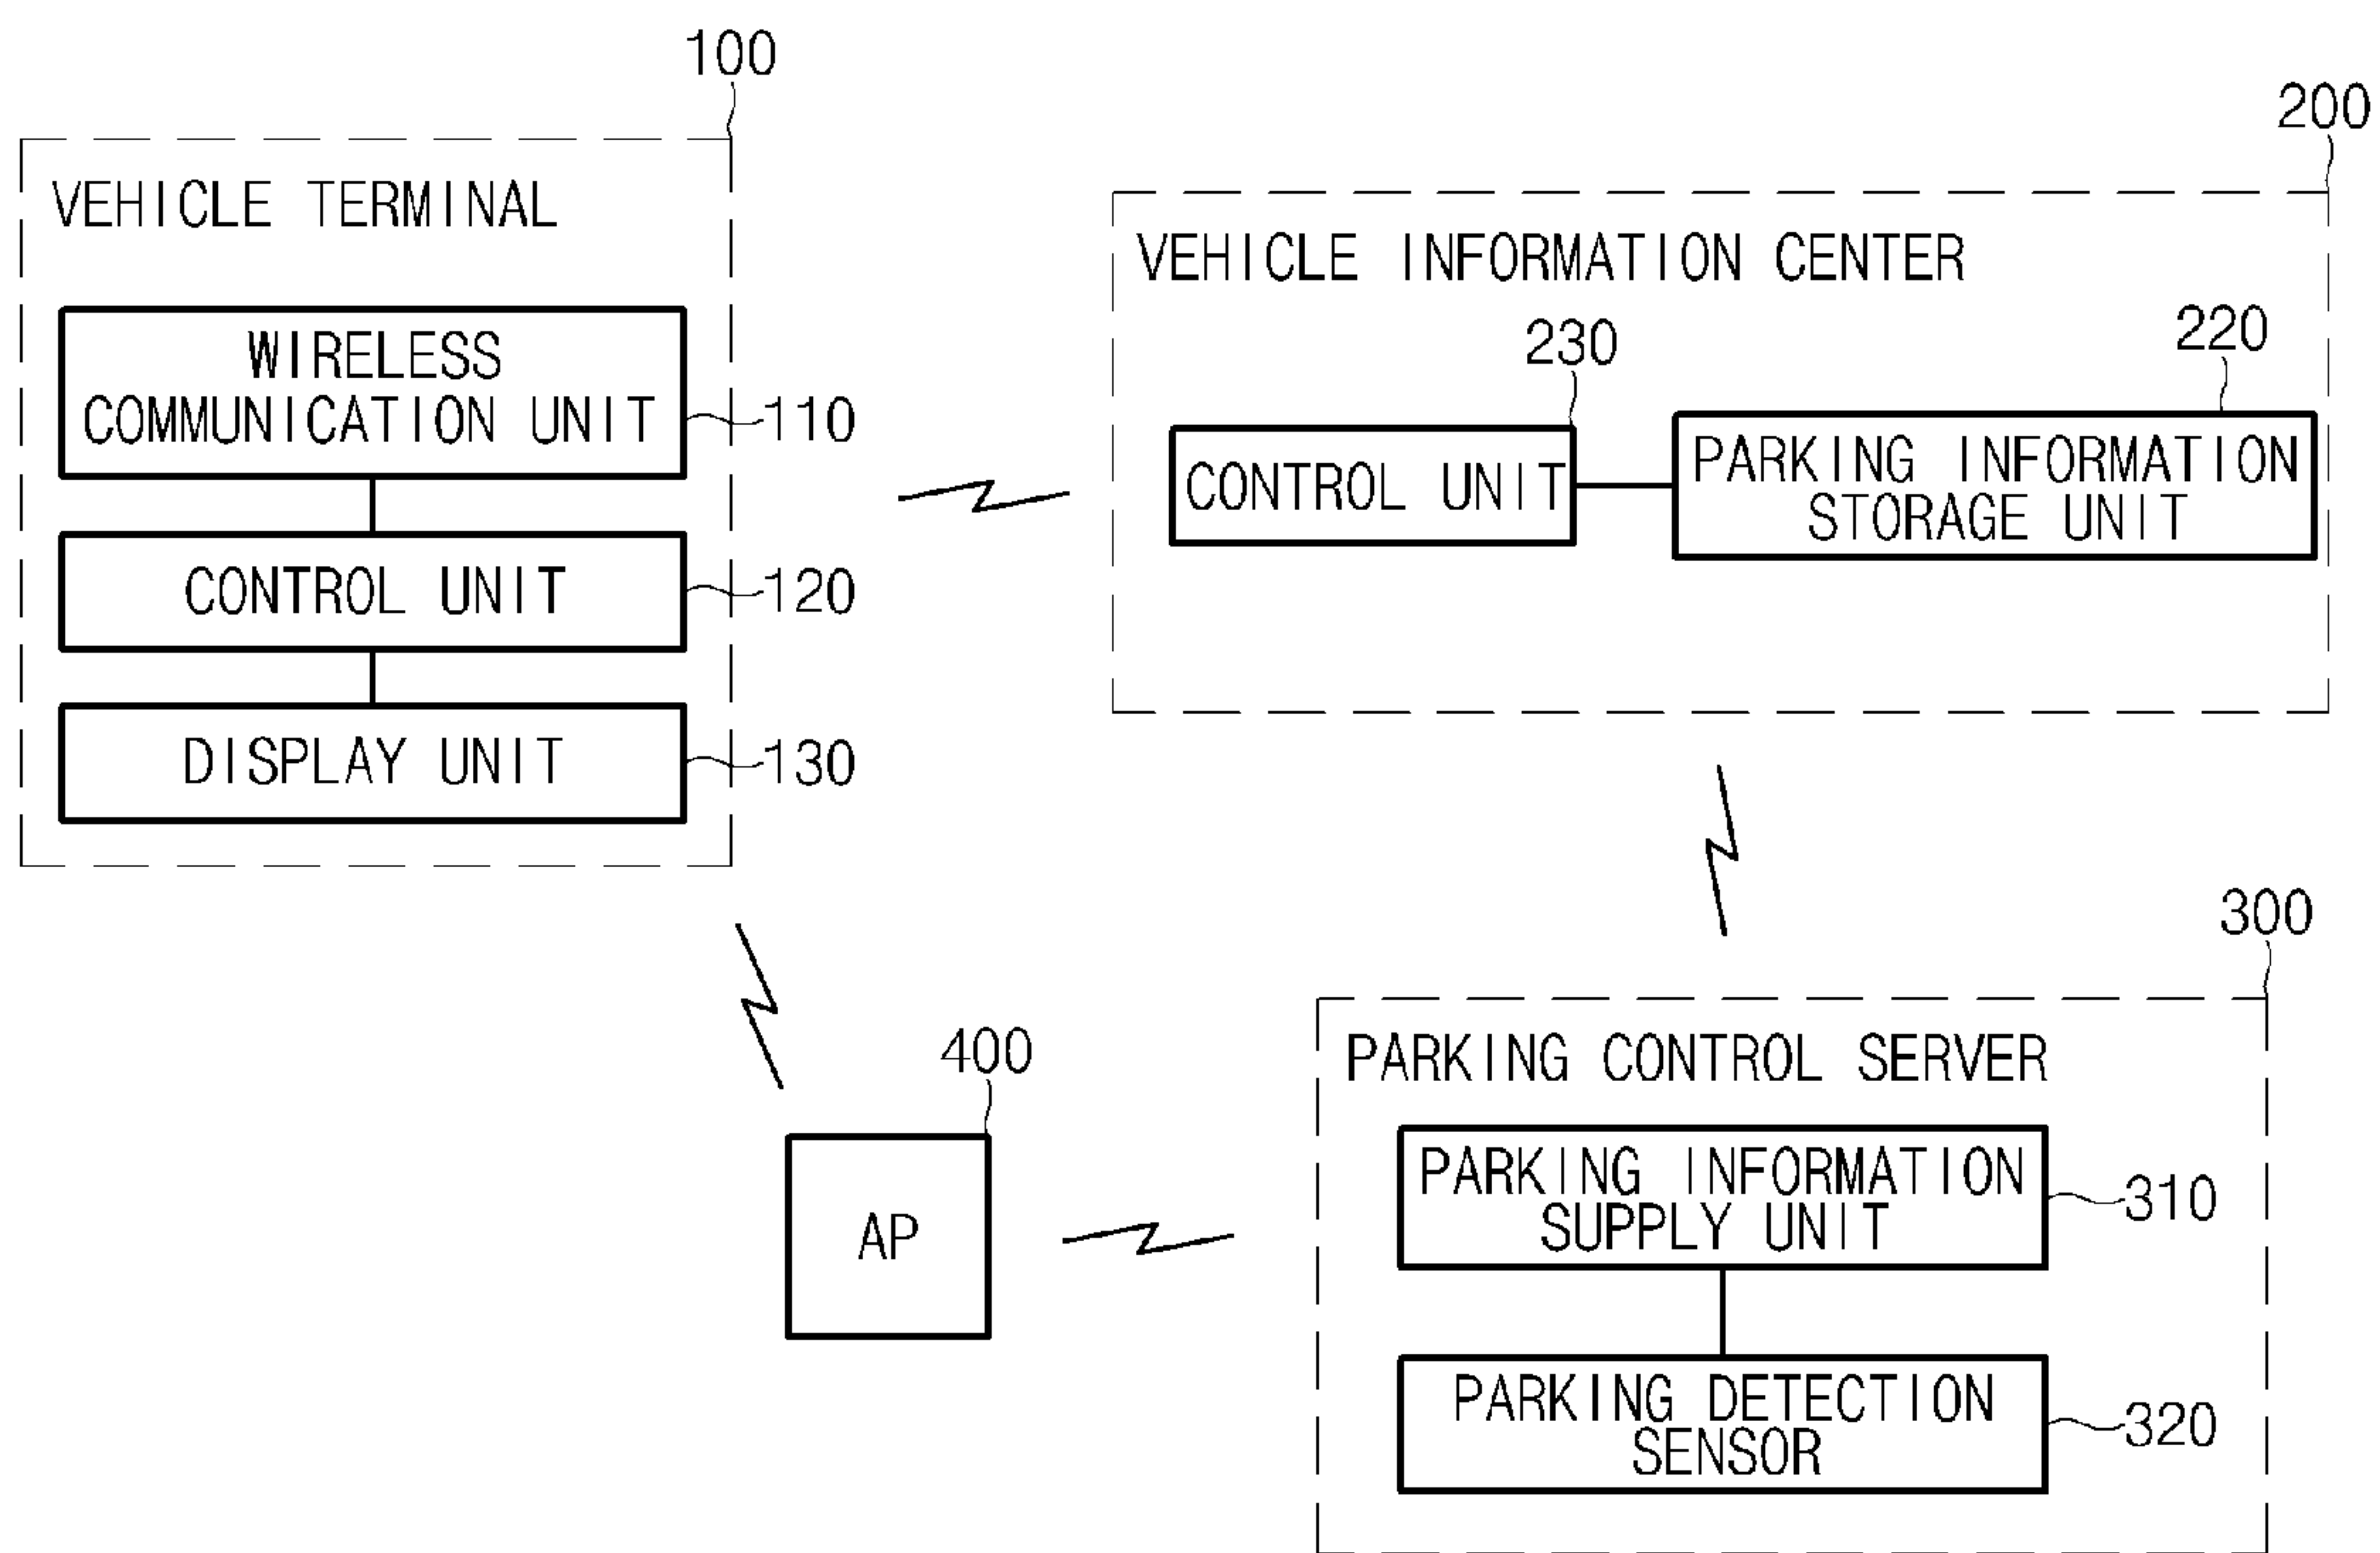 100
VEHICLE TERMINAL
WIRELESS
COMMUNICATION UNIT
110
CONTROL UNIT
120
DISPLAY UNIT
130
200
VEHICLE INFORMATION CENTER
230
CONTROL UNIT
220
PARKING INFORMATION
STORAGE UNIT
400
AP
300
PARKING CONTROL SERVER
PARKING INFORMATION
SUPPLY UNIT
310
PARKING DETECTION
SENSOR
320